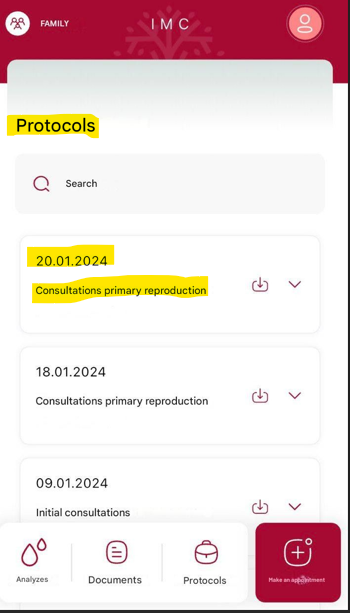 FAMILY
IMC
Protocols
Search
20.01.2024
Consultations primary reproduction
18.01.2024
Consultations primary reproduction
09.01.2024
Initial consultations
Analyzes
Documents
Protocols
Make an appointment